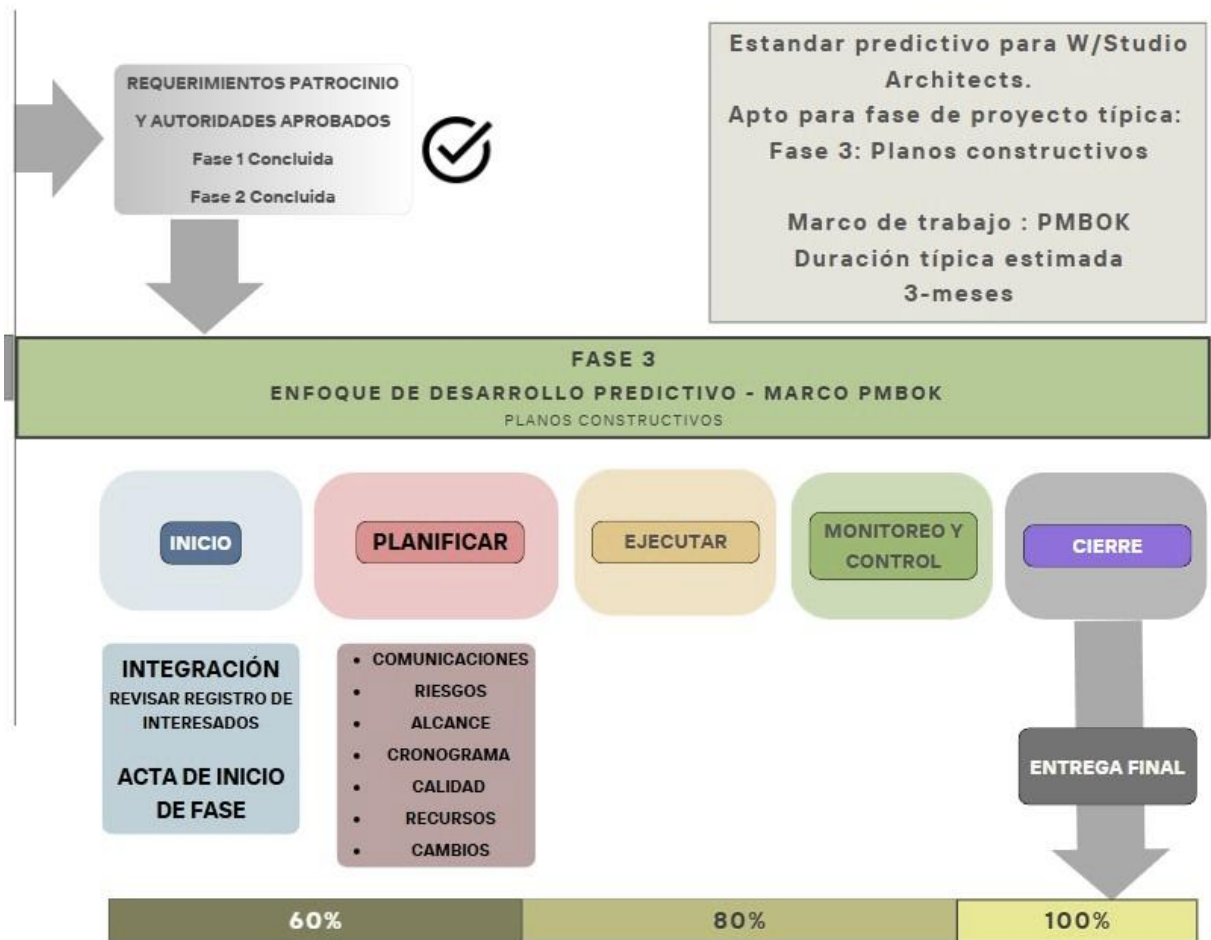 REQUERIMIENTOS PATROCINIO
Y AUTORIDADES APROBADOS
Fase 1 Concluida
Fase 2 Concluida
Estandar predictivo para W/Studio
Architects.
Apto para fase de proyecto típica:
Fase 3: Planos constructivos
Marco de trabajo : PMBOK
Duración típica estimada
3-meses
FASE 3
ENFOQUE DE DESARROLLO PREDICTIVO - MARCO PMBOK
PLANOS CONSTRUCTIVOS
INICIO
PLANIFICAR
EJECUTAR
MONITOREO Y
CONTROL
CIERRE
INTEGRACIÓN
REVISAR REGISTRO DE
INTERESADOS
ACTA DE INICIO
DE FASE
• COMUNICACIONES
• RIESGOS
• ALCANCE
• CRONOGRAMA
• CALIDAD
• RECURSOS
• CAMBIOS
ENTREGA FINAL
60%
80%
100%